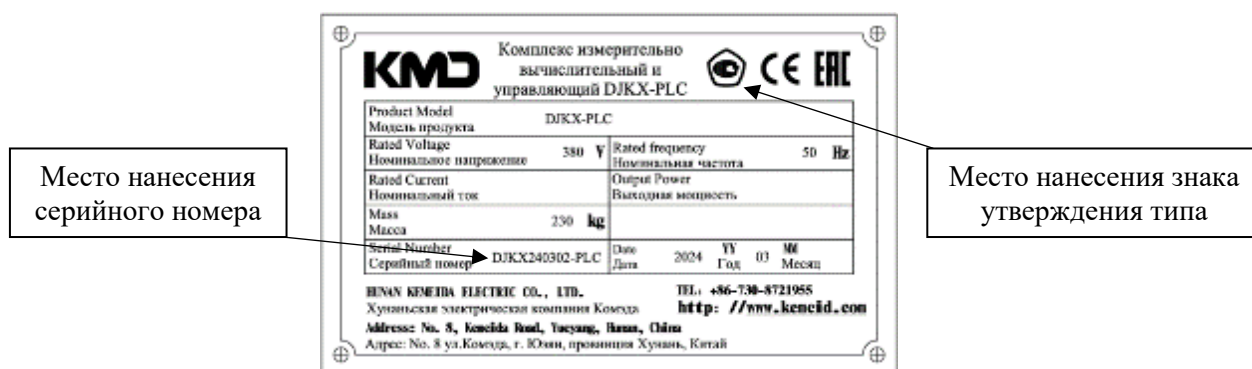 KMD
Комплекс измерительно
вычислительный и
управляющий DJKX-PLC
CE EAC
Product Model
Модель продукта
DJKX-PLC
Rated Voltage
Номинальное напряжение
380 V
Rated frequency
Номинальная частота
50 Hz
Rated Current
Номинальный ток
Output Power
Выходная мощность
Mass
Масса
230 kg
Serial Number
Серийный номер
DJKX240302-PLC
Date
Дата
2024
YY
Год
03
MM
Месяц
HUNAN KEMEIDA ELECTRIC CO., LTD.
TEL: +86-730-8721955
Хунаньская электрическая компания Комэда
http: //www.kemeid.com
Address: No. 8, Kemeida Road, Yueyang, Hunan, China
Адрес: No. 8 ул.Комэда, г. Юэян, провинция Хунань, Китай
Место нанесения
серийного номера
Место нанесения знака
утверждения типа